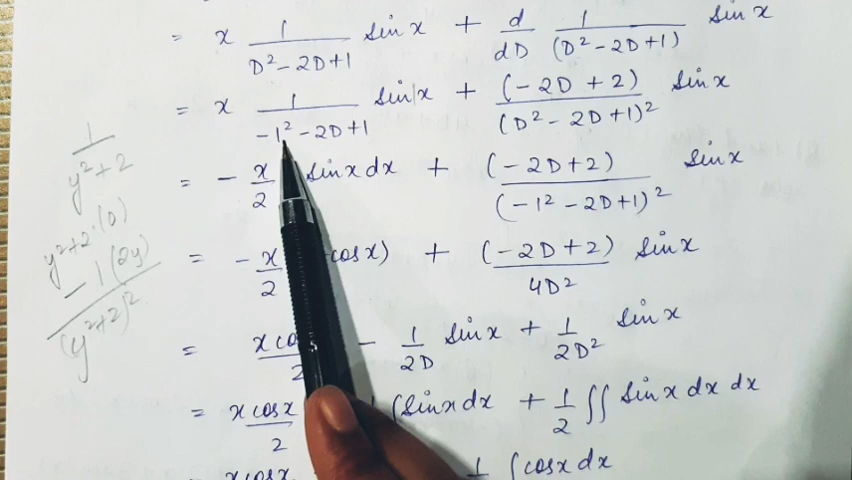 = x 1/(D² - 2D + 1) sin x + d/dD 1/(D² - 2D + 1) sin x
= x 1/(-1² - 2D + 1) sin x + (-2D + 2)/(D² - 2D + 1)² sin x
= - x/2 sin x dx + (-2D + 2)/(-1² - 2D + 1)² sin x
= - x/2 cos x) + (-2D + 2)/4D² sin x
= x co /2 - 1/2D sin x + 1/2D² sin x
= x cos x/2 ∫ sin x dx + 1/2 ∫∫ sin x dx dx
x cos x 1 ∫ cos x dx
1/(y² + 2)
y² + 2 · (0)
- 1 (2y)
(y² + 2)²